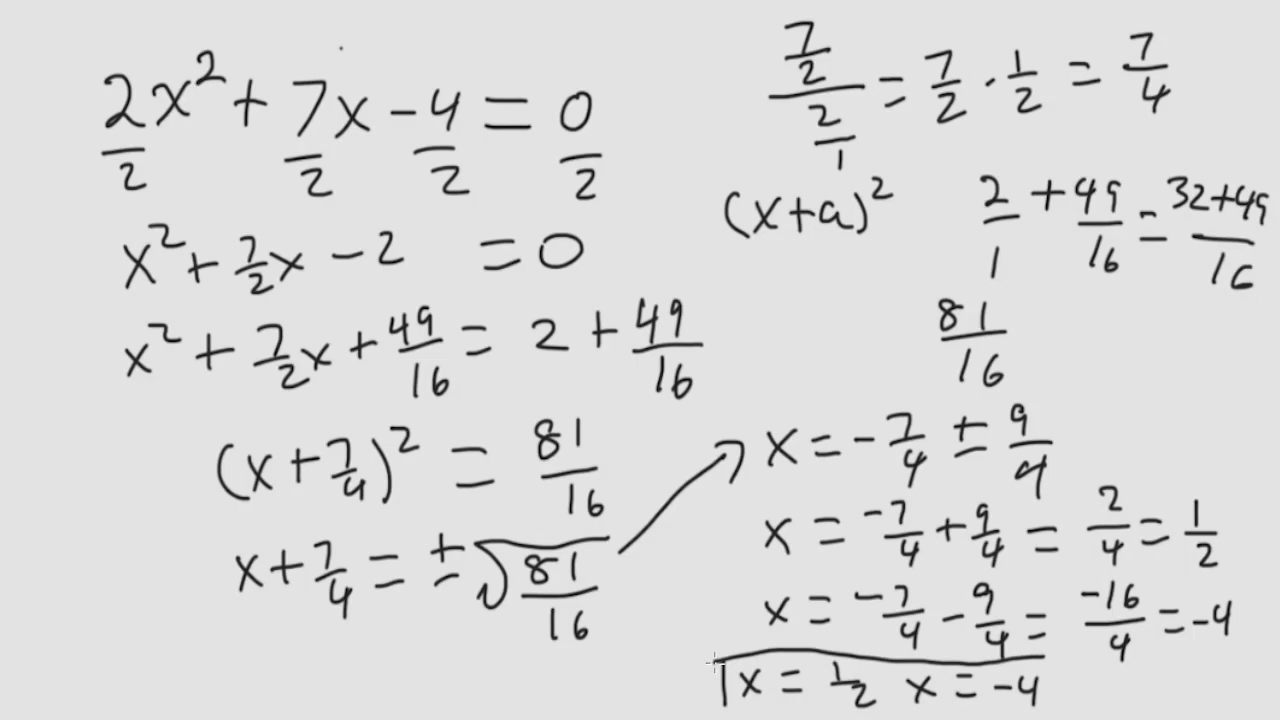 2x² + 7x - 4 = 0
2 2 2 2
x² + 7/2 x - 2 = 0
x² + 7/2 x + 49/16 = 2 + 49/16
(x + 7/4)² = 81/16
x + 7/4 = ± √(81/16)
7/2 / 2/1 = 7/2 · 1/2 = 7/4
(x + a)²
2/1 + 49/16 = 32+49/16
81/16
x = - 7/4 ± 9/4
x = -7/4 + 9/4 = 2/4 = 1/2
x = -7/4 - 9/4 = -16/4 = -4
x = 1/2 x = -4